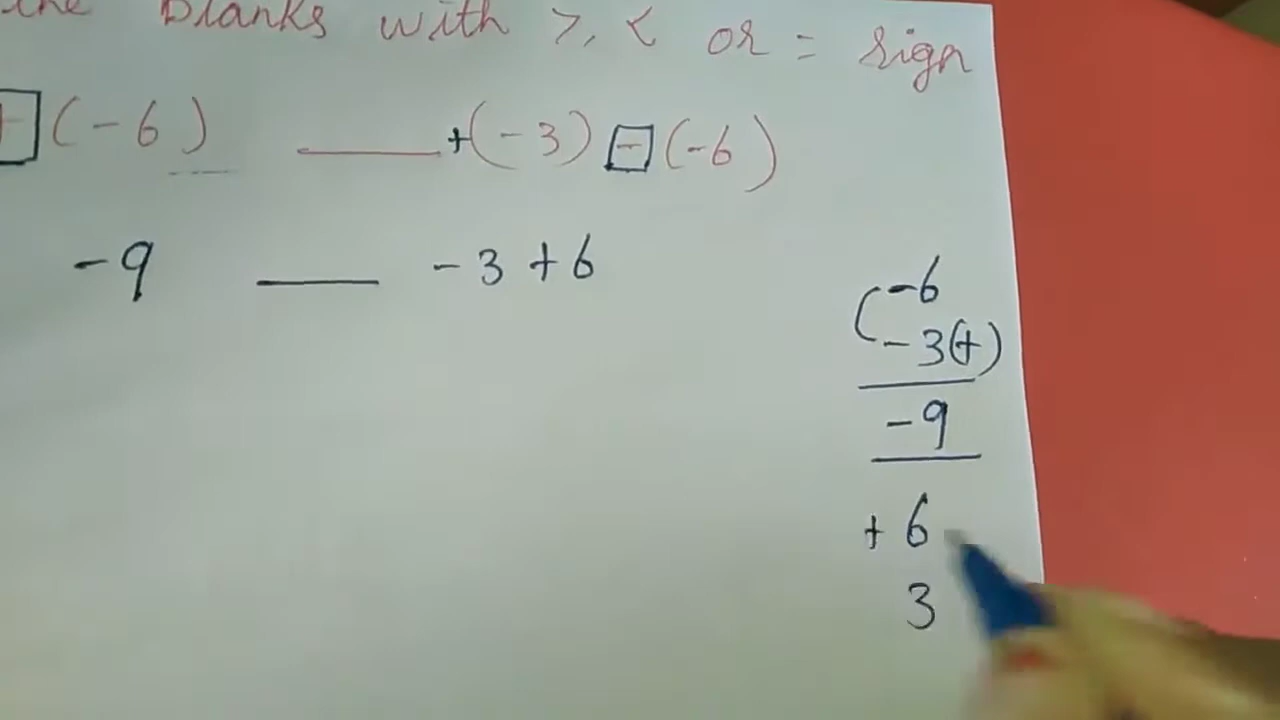 the blanks with >, < or = sign
(-6) ____ +(-3) - (-6)
-9 ____ -3 +6
-6
-3(+)
-9
+6
3